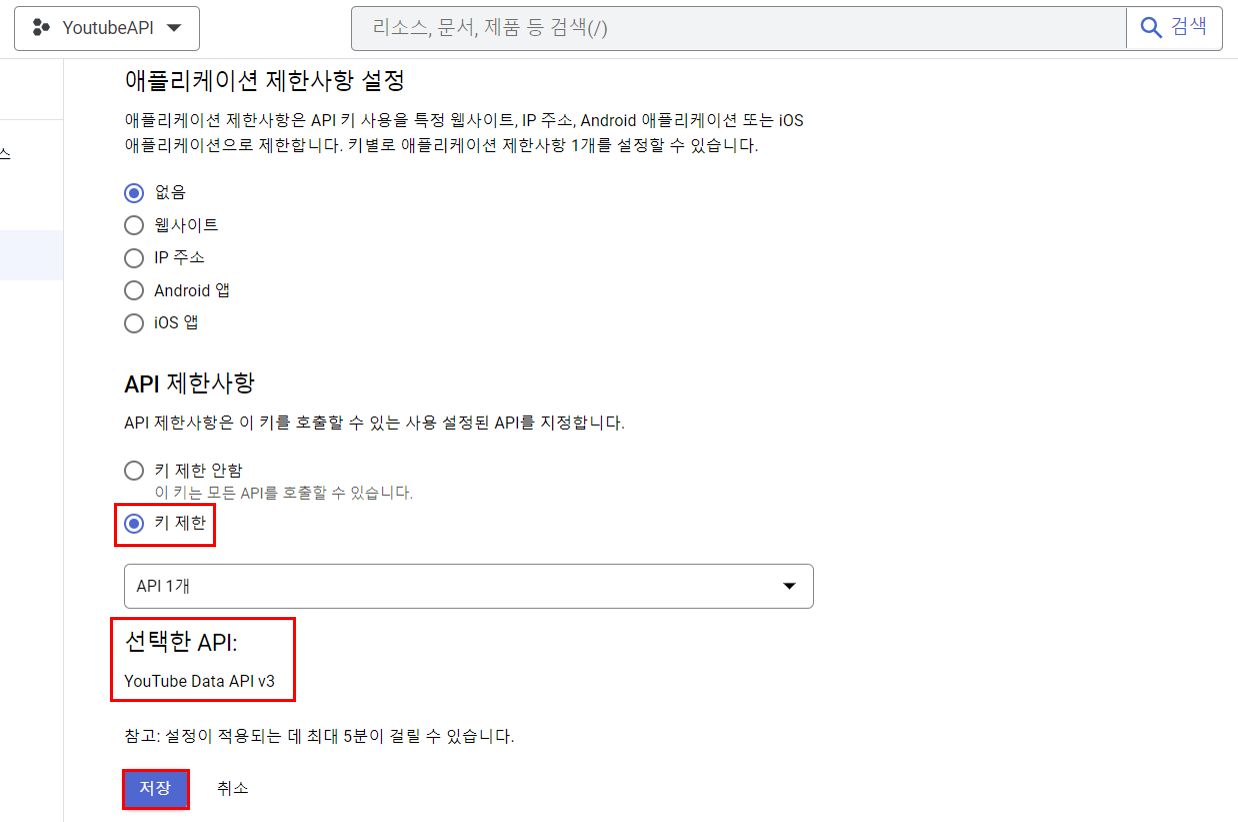 YoutubeAPI
리소스, 문서, 제품 등 검색(/)
검색
스
애플리케이션 제한사항 설정
애플리케이션 제한사항은 API 키 사용을 특정 웹사이트, IP 주소, Android 애플리케이션 또는 iOS
애플리케이션으로 제한합니다. 키별로 애플리케이션 제한사항 1개를 설정할 수 있습니다.
없음
웹사이트
IP 주소
Android 앱
iOS 앱
API 제한사항
API 제한사항은 이 키를 호출할 수 있는 사용 설정된 API를 지정합니다.
키 제한 안함
이 키는 모든 API를 호출할 수 있습니다.
키 제한
API 1개
선택한 API:
YouTube Data API v3
참고: 설정이 적용되는 데 최대 5분이 걸릴 수 있습니다.
저장
취소